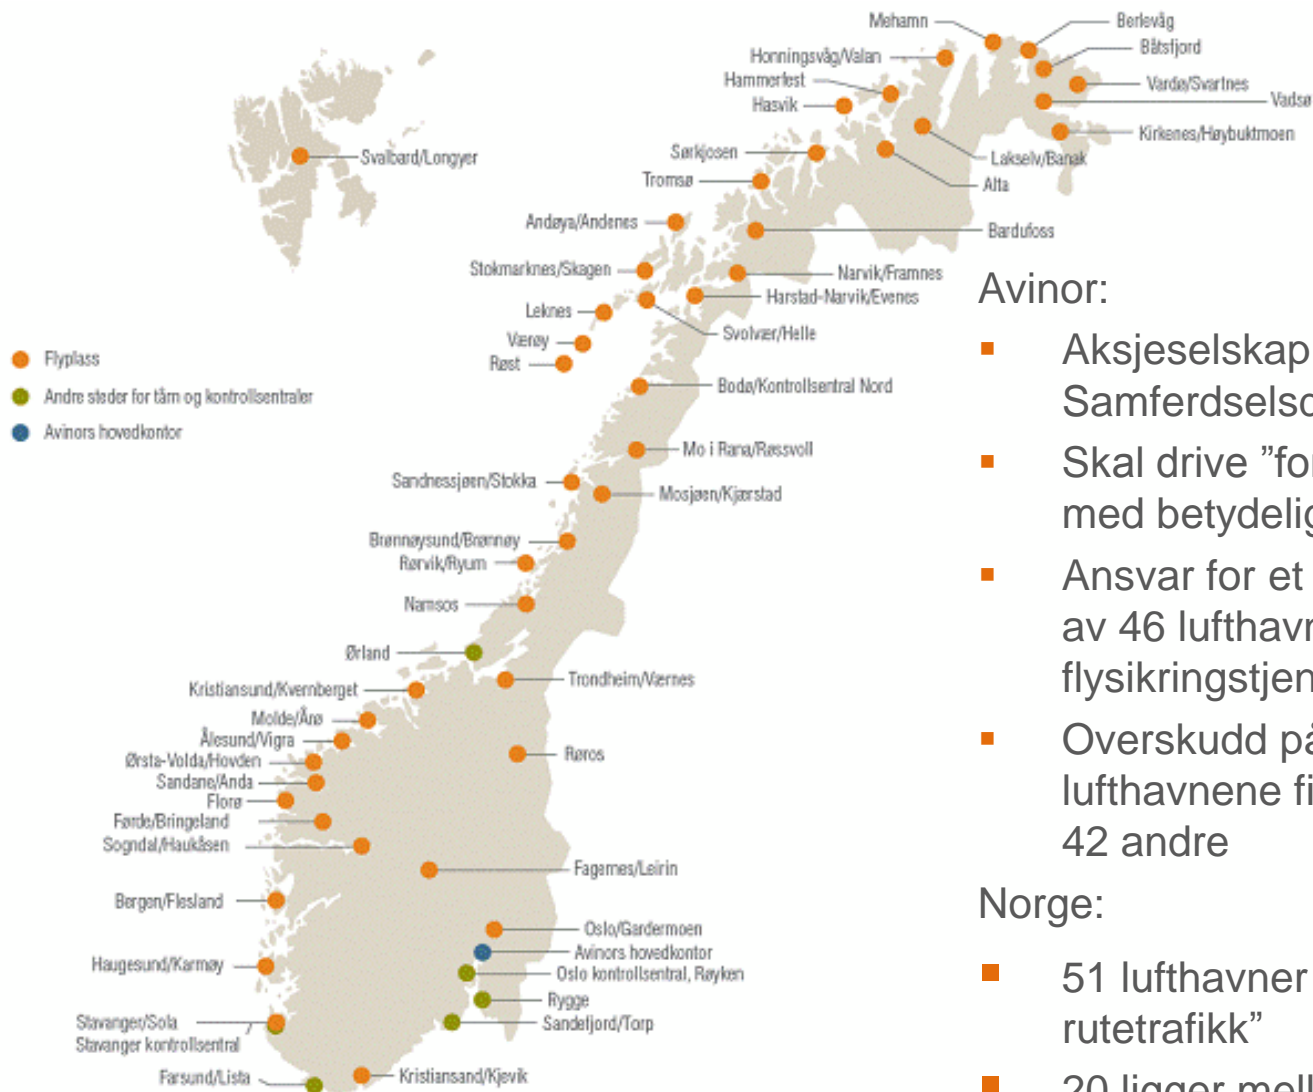 Mehamn
Berlevåg
Båtsfjord
Honningsvåg/Valan
Hammerfest
Vardø/Svartnes
Hasvik
Vadsø
Kirkenes/Høybuktmoen
Sørkjosen
Lakselv/Banak
Svalbard/Longyer
Tromsø
Alta
Andøya/Andenes
Bardufoss
Stokmarknes/Skagen
Narvik/Framnes
Harstad-Narvik/Evenes
Leknes
Svolvær/Helle
Værøy
Røst
Flyplass
Andre steder for tårn og kontrollsentraler
Avinors hovedkontor
Bodø/Kontrollsentral Nord
Mo i Rana/Røssvoll
Sandnessjøen/Stokka
Mosjøen/Kjærstad
Brønnøysund/Brønnøy
Rørvik/Ryum
Namsos
Ørland
Trondheim/Værnes
Kristiansund/Kvernberget
Molde/Årø
Ålesund/Vigra
Ørsta-Volda/Hovden
Røros
Sandane/Anda
Florø
Førde/Bringeland
Sogndal/Haukåsen
Fagernes/Leirin
Bergen/Flesland
Oslo/Gardermoen
Avinors hovedkontor
Haugesund/Karmøy
Oslo kontrollsentral, Røyken
Rygge
Stavanger/Sola
Sandefjord/Torp
Stavanger kontrollsentral
Farsund/Lista
Kristiansand/Kjevik
Avinor:
Aksjeselskap
Samferdselsd
Skal drive ”for
med betydelig
Ansvar for et
av 46 lufthavn
flysikringstjen
Overskudd på
lufthavnene fi
42 andre
Norge:
51 lufthavner
rutetrafikk”
20 ligger mell